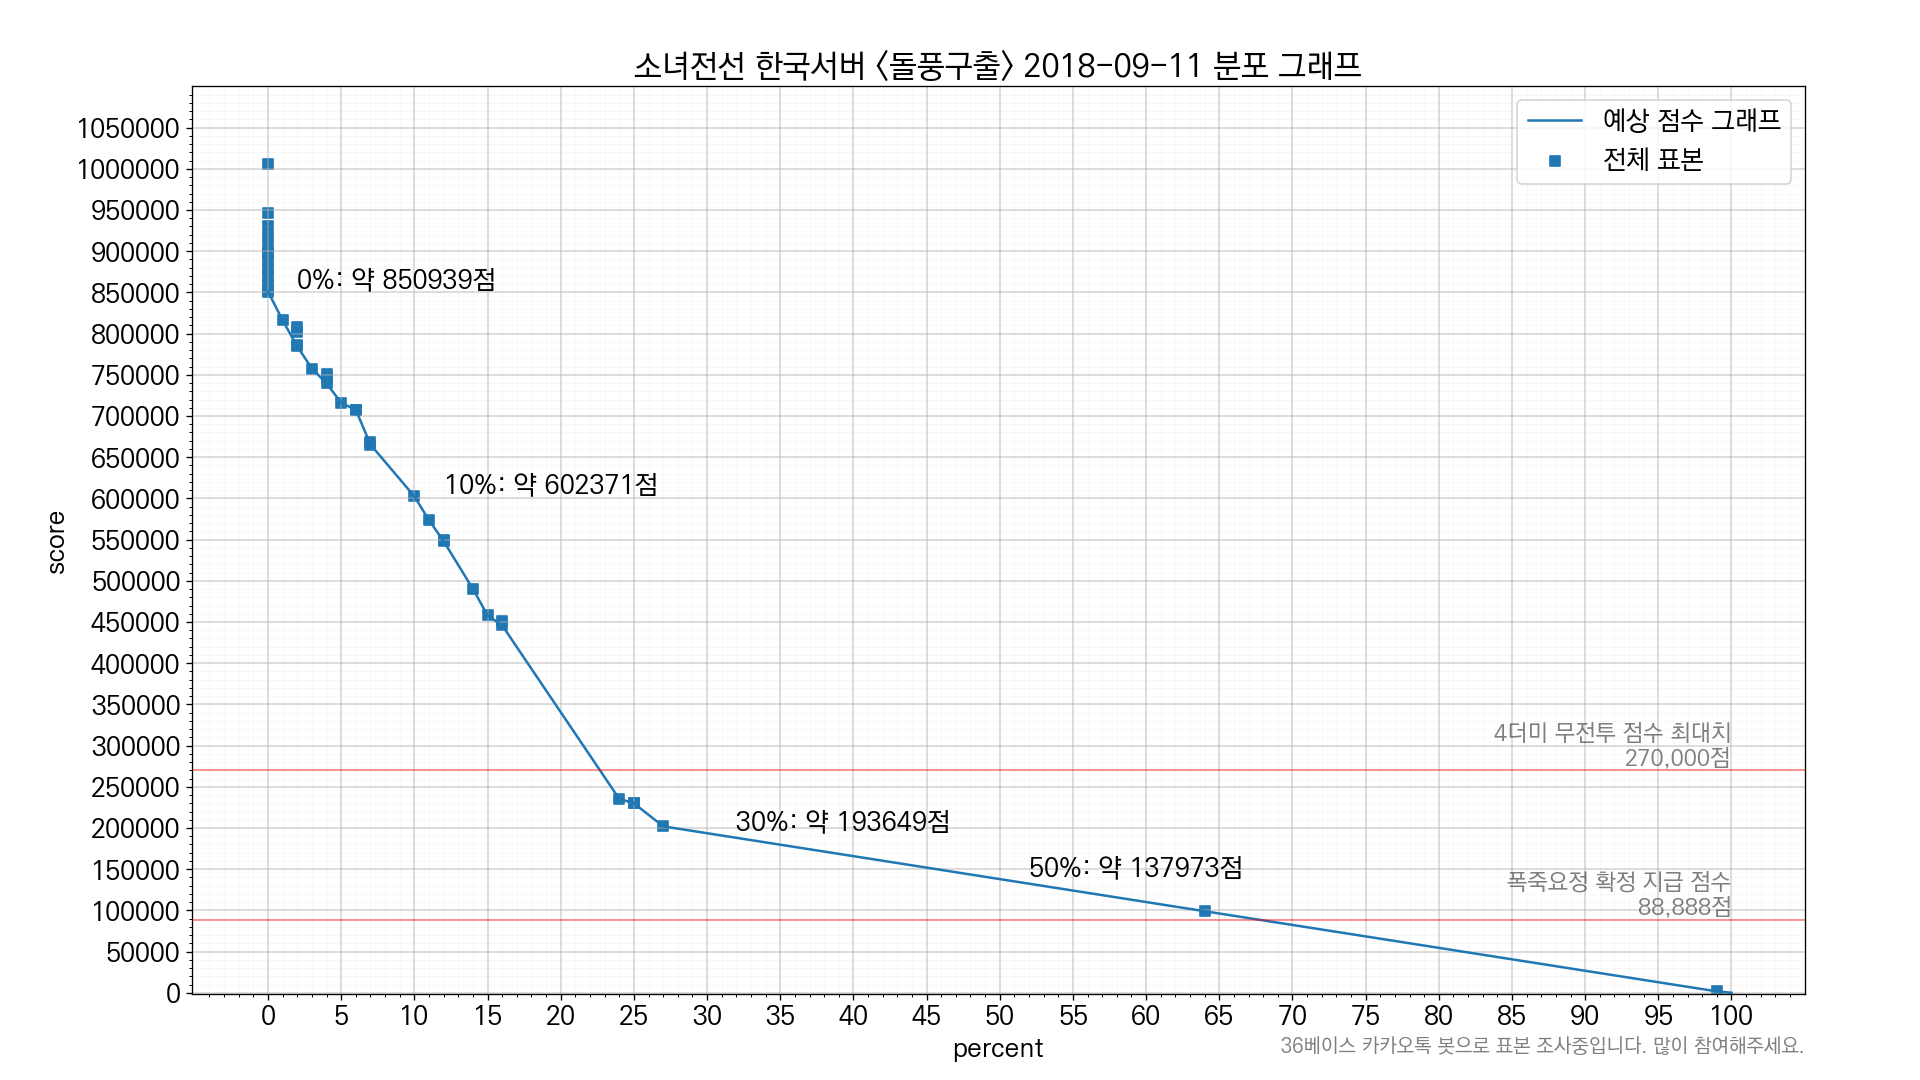 소녀전선 한국서버 <돌풍구출> 2018-09-11 분포 그래프
예상 점수 그래프
전체 표본
1050000
1000000
950000
900000
850000
800000
750000
700000
650000
600000
550000
500000
450000
400000
350000
300000
250000
200000
150000
100000
50000
0
score
0%: 약 850939점
10%: 약 602371점
30%: 약 193649점
50%: 약 137973점
4더미 무전투 점수 최대치
270,000점
폭죽요정 확정 지급 점수
88,888점
0 5 10 15 20 25 30 35 40 45 50 55 60 65 70 75 80 85 90 95 100
percent
36베이스 카카오톡 봇으로 표본 조사중입니다. 많이 참여해주세요.